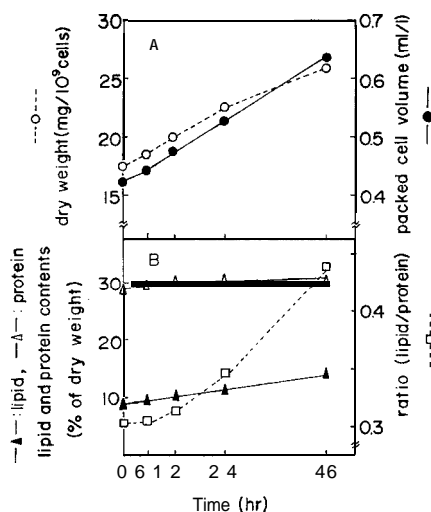 30
25
20
15
A
0.7
0.6
0.5
0.4
dry weight(mg/10⁹cells)
packed cell volume (ml/l)
B
30
20
10
0.4
0.3
—▲—:lipid, —△—: protein
lipid and protein contents
(% of dry weight)
ratio (lipid/protein)
0 6 1 2 2 4 46
Time (hr)